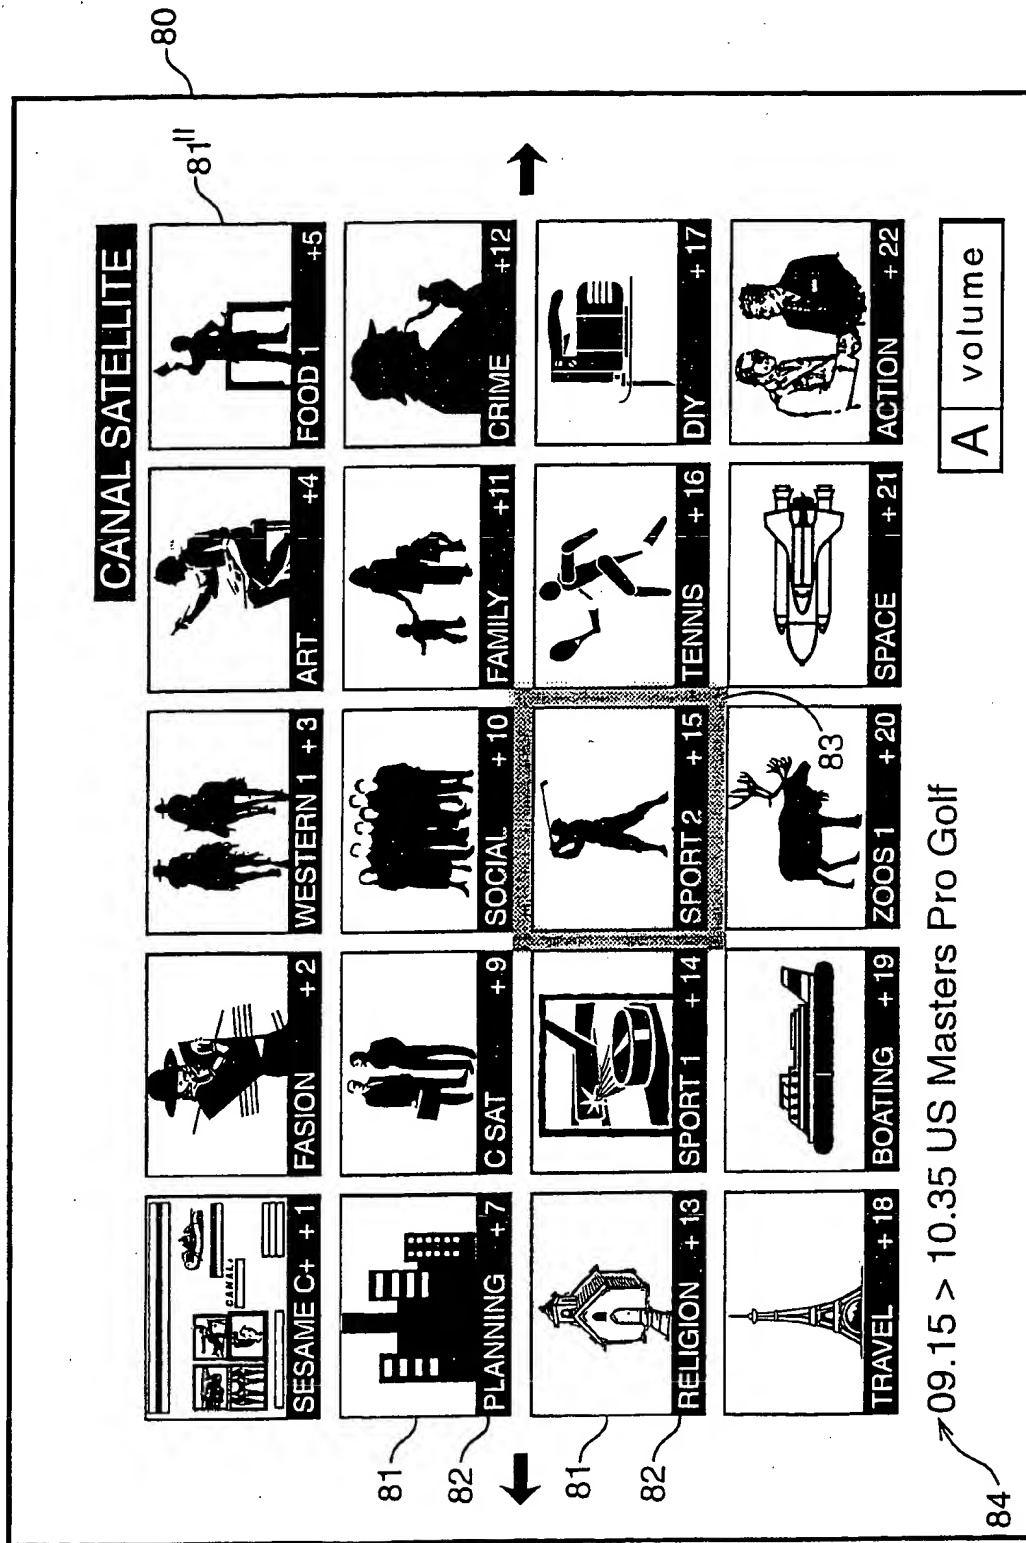 80
81"
CANAL SATELLITE
SESAME C+ +1
FASION +2
WESTERN 1 +3
ART +4
FOOD 1 +5
PLANNING +7
C SAT +9
SOCIAL +10
FAMILY +11
CRIME +12
RELIGION +13
SPORT 1 +14
SPORT 2 +15
TENNIS +16
DIY +17
TRAVEL +18
BOATING +19
ZOOS 1 +20
SPACE +21
ACTION +22
CANAL+
81
82
81
82
83
09.15 > 10.35 US Masters Pro Golf
A volume
84